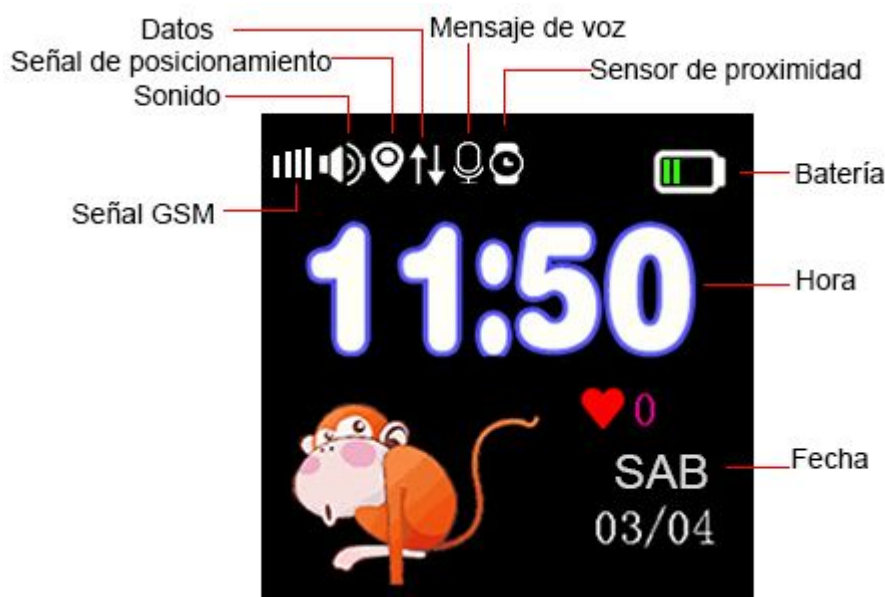 Datos
Mensaje de voz
Señal de posicionamiento
Sensor de proximidad
Sonido
Batería
Señal GSM
11:50
Hora
0
SAB
Fecha
03/04